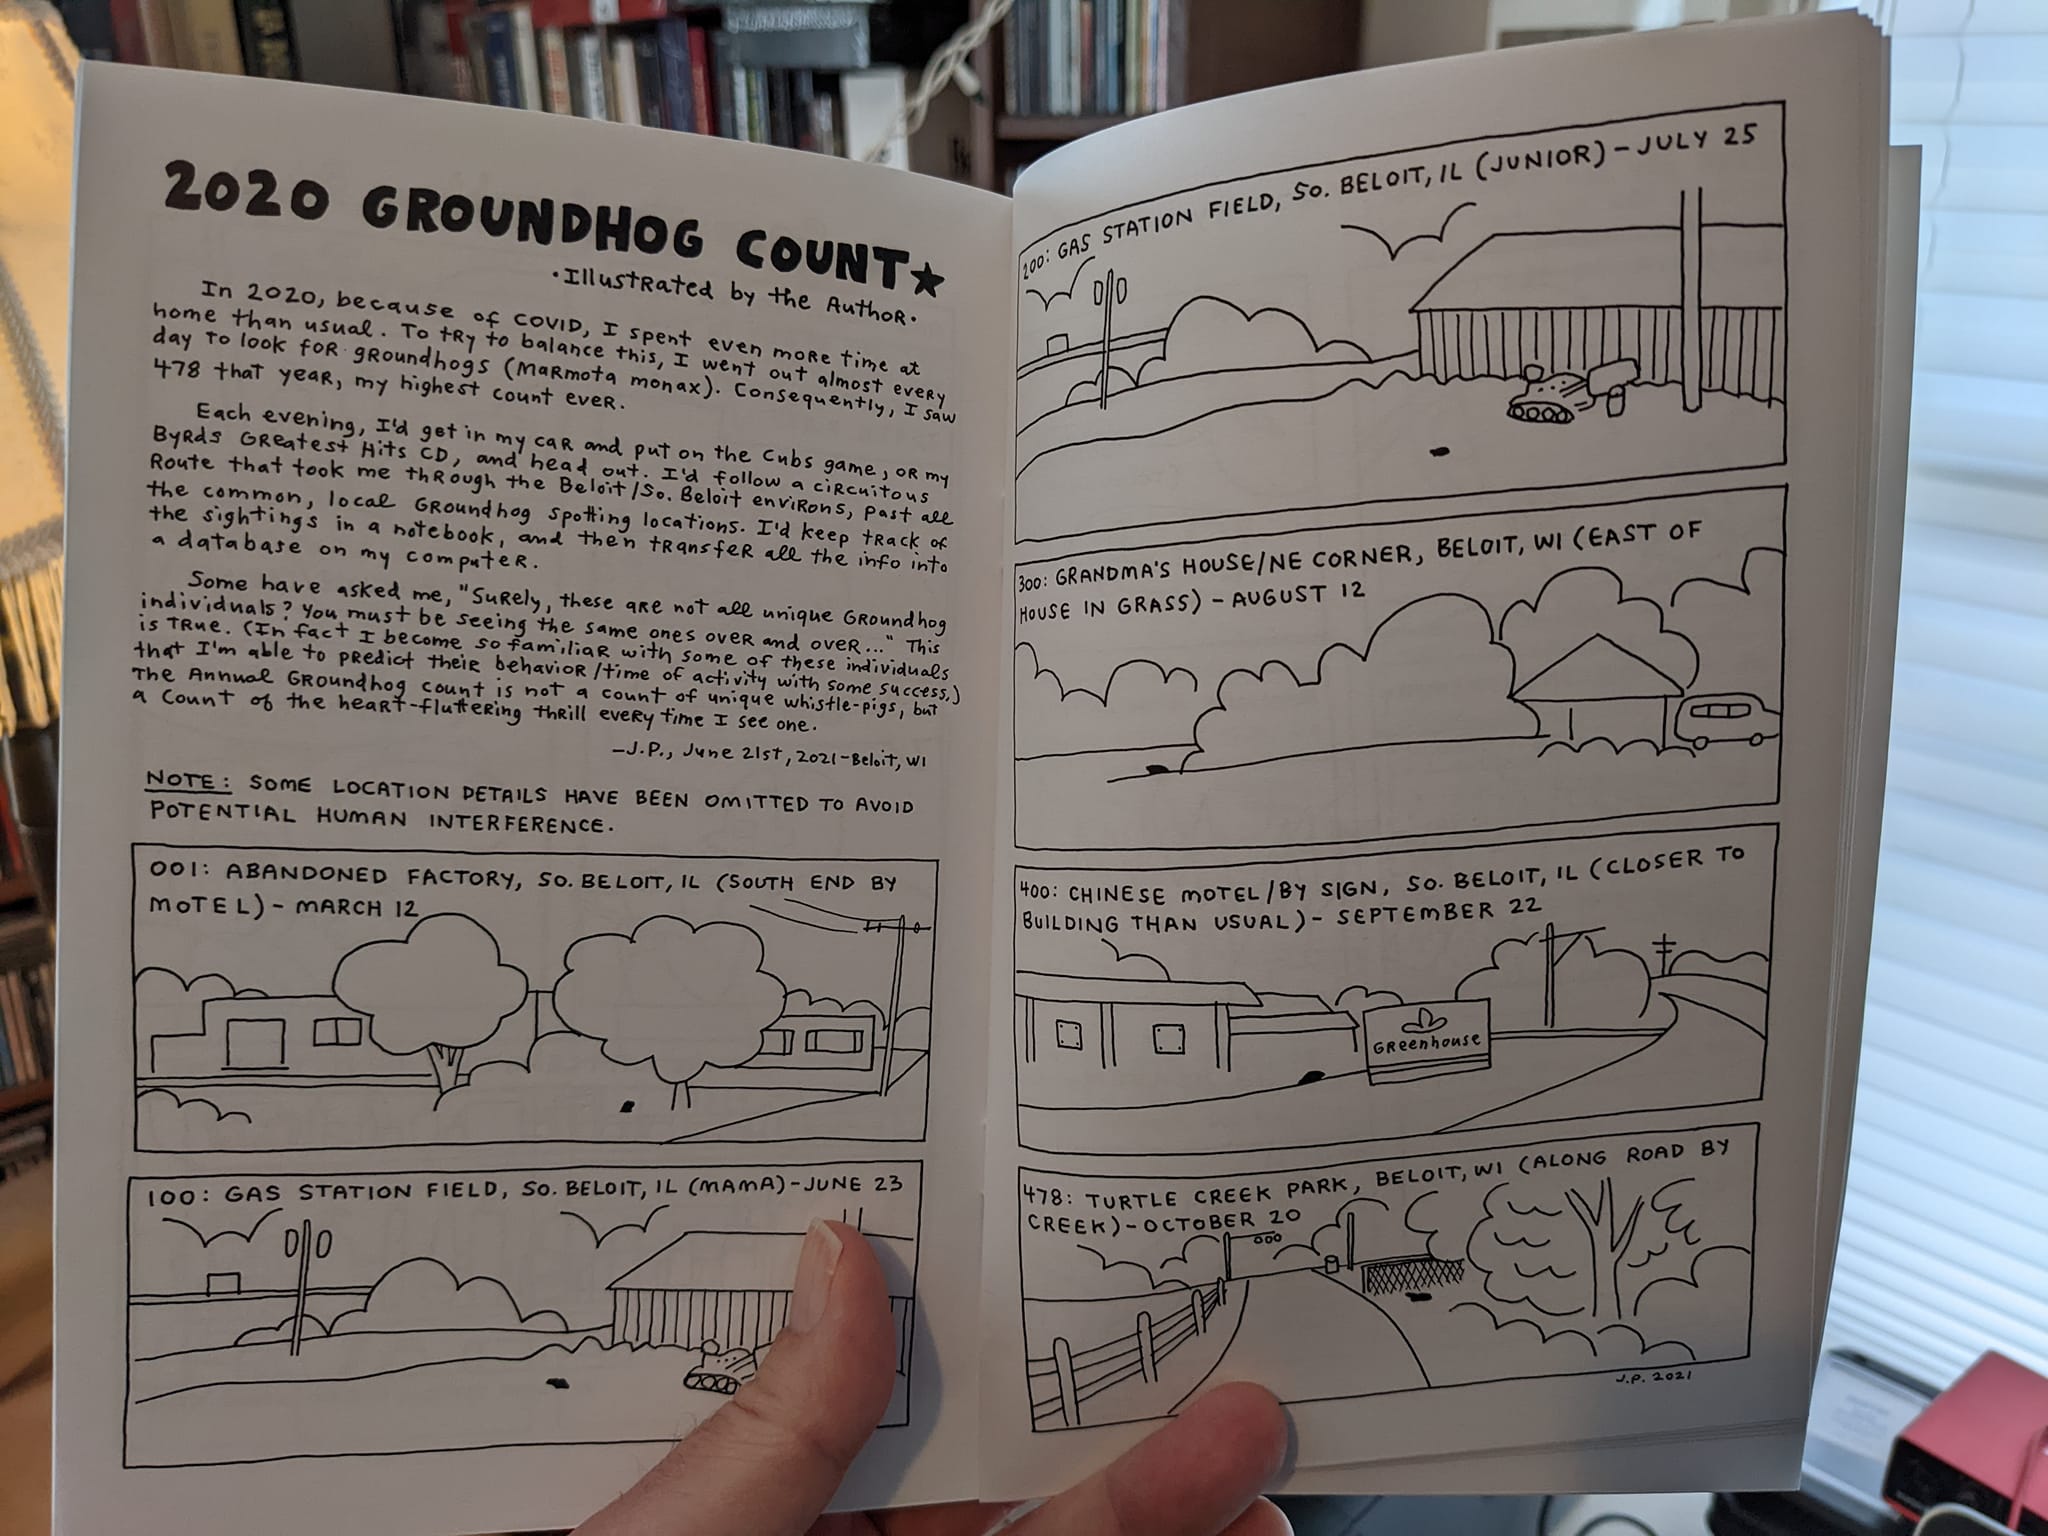 2020 GROUNDHOG COUNT★
·Illustrated by the Author·
In 2020, because of COVID, I spent even more time at
home than usual. To try to balance this, I went out almost every
day to look for groundhogs (Marmota monax). Consequently, I saw
478 that year, my highest count ever.
Each evening, I'd get in my car and put on the Cubs game, or my
Byrds Greatest Hits CD, and head out. I'd follow a circuitous
route that took me through the Beloit/So. Beloit environs, past all
the common, local groundhog spotting locations. I'd keep track of
the sightings in a notebook, and then transfer all the info into
a database on my computer.
Some have asked me, "Surely, these are not all unique groundhog
individuals? You must be seeing the same ones over and over..." This
is true. (In fact I become so familiar with some of these individuals
that I'm able to predict their behavior/time of activity with some success.)
The Annual Groundhog count is not a count of unique whistle-pigs, but
a count of the heart-fluttering thrill every time I see one.
—J.P., June 21st, 2021-Beloit, WI
NOTE: SOME LOCATION DETAILS HAVE BEEN OMITTED TO AVOID
POTENTIAL HUMAN INTERFERENCE.
001: ABANDONED FACTORY, SO. BELOIT, IL (SOUTH END BY
MOTEL) - MARCH 12
100: GAS STATION FIELD, SO. BELOIT, IL (MAMA) - JUNE 23
200: GAS STATION FIELD, SO. BELOIT, IL (JUNIOR) - JULY 25
300: GRANDMA'S HOUSE/NE CORNER, BELOIT, WI (EAST OF
HOUSE IN GRASS) - AUGUST 12
400: CHINESE MOTEL/BY SIGN, SO. BELOIT, IL (CLOSER TO
BUILDING THAN USUAL) - SEPTEMBER 22
Greenhouse
478: TURTLE CREEK PARK, BELOIT, WI (ALONG ROAD BY
CREEK) - OCTOBER 20
J.P. 2021